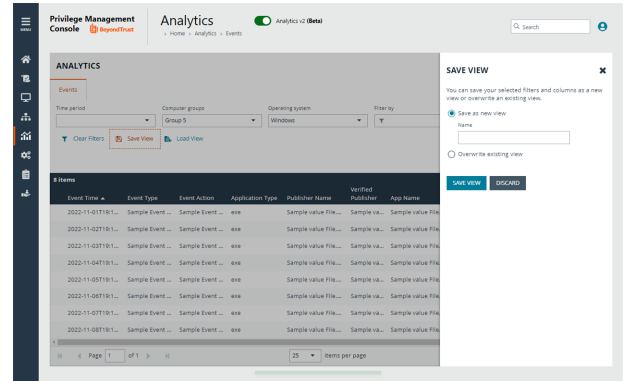 MENU
Privilege Management
Console BeyondTrust
Analytics
› Home › Analytics › Events
Analytics v2 (Beta)
Search
ANALYTICS
Events
Time period
Computer groups
Operating system
Filter by
Group 5
Windows
Clear Filters
Save View
Load View
8 items
Event Time
Event Type
Event Action
Application Type
Publisher Name
Verified
Publisher
App Name
2022-11-01T19:1... Sample Event ... Sample Event ... exe Sample value File.... Sample va... Sample value File.
2022-11-02T19:1... Sample Event ... Sample Event ... exe Sample value File.... Sample va... Sample value File.
2022-11-03T19:1... Sample Event ... Sample Event ... exe Sample value File.... Sample va... Sample value File.
2022-11-04T19:1... Sample Event ... Sample Event ... exe Sample value File.... Sample va... Sample value File.
2022-11-05T19:1... Sample Event ... Sample Event ... exe Sample value File.... Sample va... Sample value File.
2022-11-06T19:1... Sample Event ... Sample Event ... exe Sample value File.... Sample va... Sample value File.
2022-11-07T19:1... Sample Event ... Sample Event ... exe Sample value File.... Sample va... Sample value File.
2022-11-08T19:1... Sample Event ... Sample Event ... exe Sample value File.... Sample va... Sample value File.
Page 1 of 1
25 items per page
SAVE VIEW
You can save your selected filters and columns as a new
view or overwrite an existing view.
Save as new view
Name
Overwrite existing view
SAVE VIEW
DISCARD